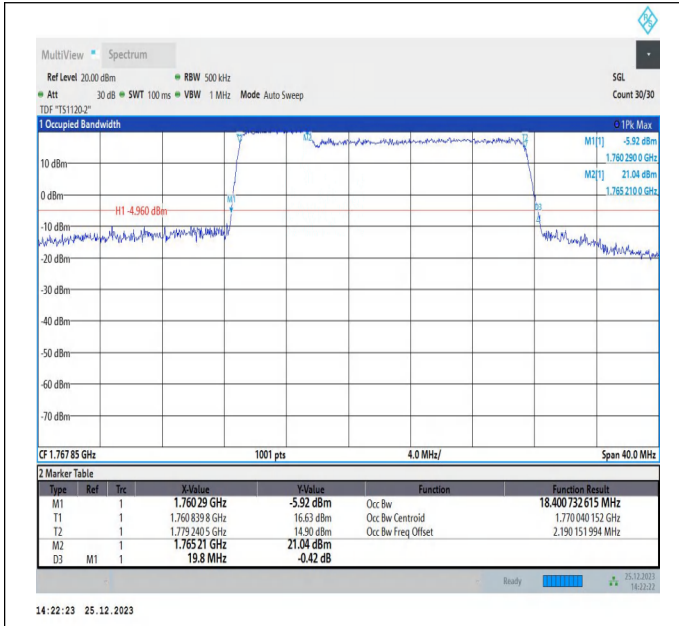 MultiView Spectrum
Ref Level 20.00 dBm RBW 500 kHz SGL
Att 30 dB SWT 100 ms VBW 1 MHz Mode Auto Sweep Count 30/30
TDF "TS1120-2"
1 Occupied Bandwidth 1Pk Max
M1[1] -5.92 dBm
1.760 290 0 GHz
M2[1] 21.04 dBm
1.765 210 0 GHz
T1 M2 T2
10 dBm
0 dBm
M1
H1 -4.960 dBm
D3
-10 dBm
-20 dBm
-30 dBm
-40 dBm
-50 dBm
-60 dBm
-70 dBm
CF 1.767 85 GHz 1001 pts 4.0 MHz/ Span 40.0 MHz
2 Marker Table
Type Ref Trc X-Value Y-Value Function Function Result
M1 1 1.760 29 GHz -5.92 dBm Occ Bw 18.400 732 615 MHz
T1 1 1.760 839 8 GHz 16.63 dBm Occ Bw Centroid 1.770 040 152 GHz
T2 1 1.779 240 5 GHz 14.90 dBm Occ Bw Freq Offset 2.190 151 994 MHz
M2 1 1.765 21 GHz 21.04 dBm
D3 M1 1 19.8 MHz -0.42 dB
Ready 25.12.2023
14:22:22
14:22:23 25.12.2023